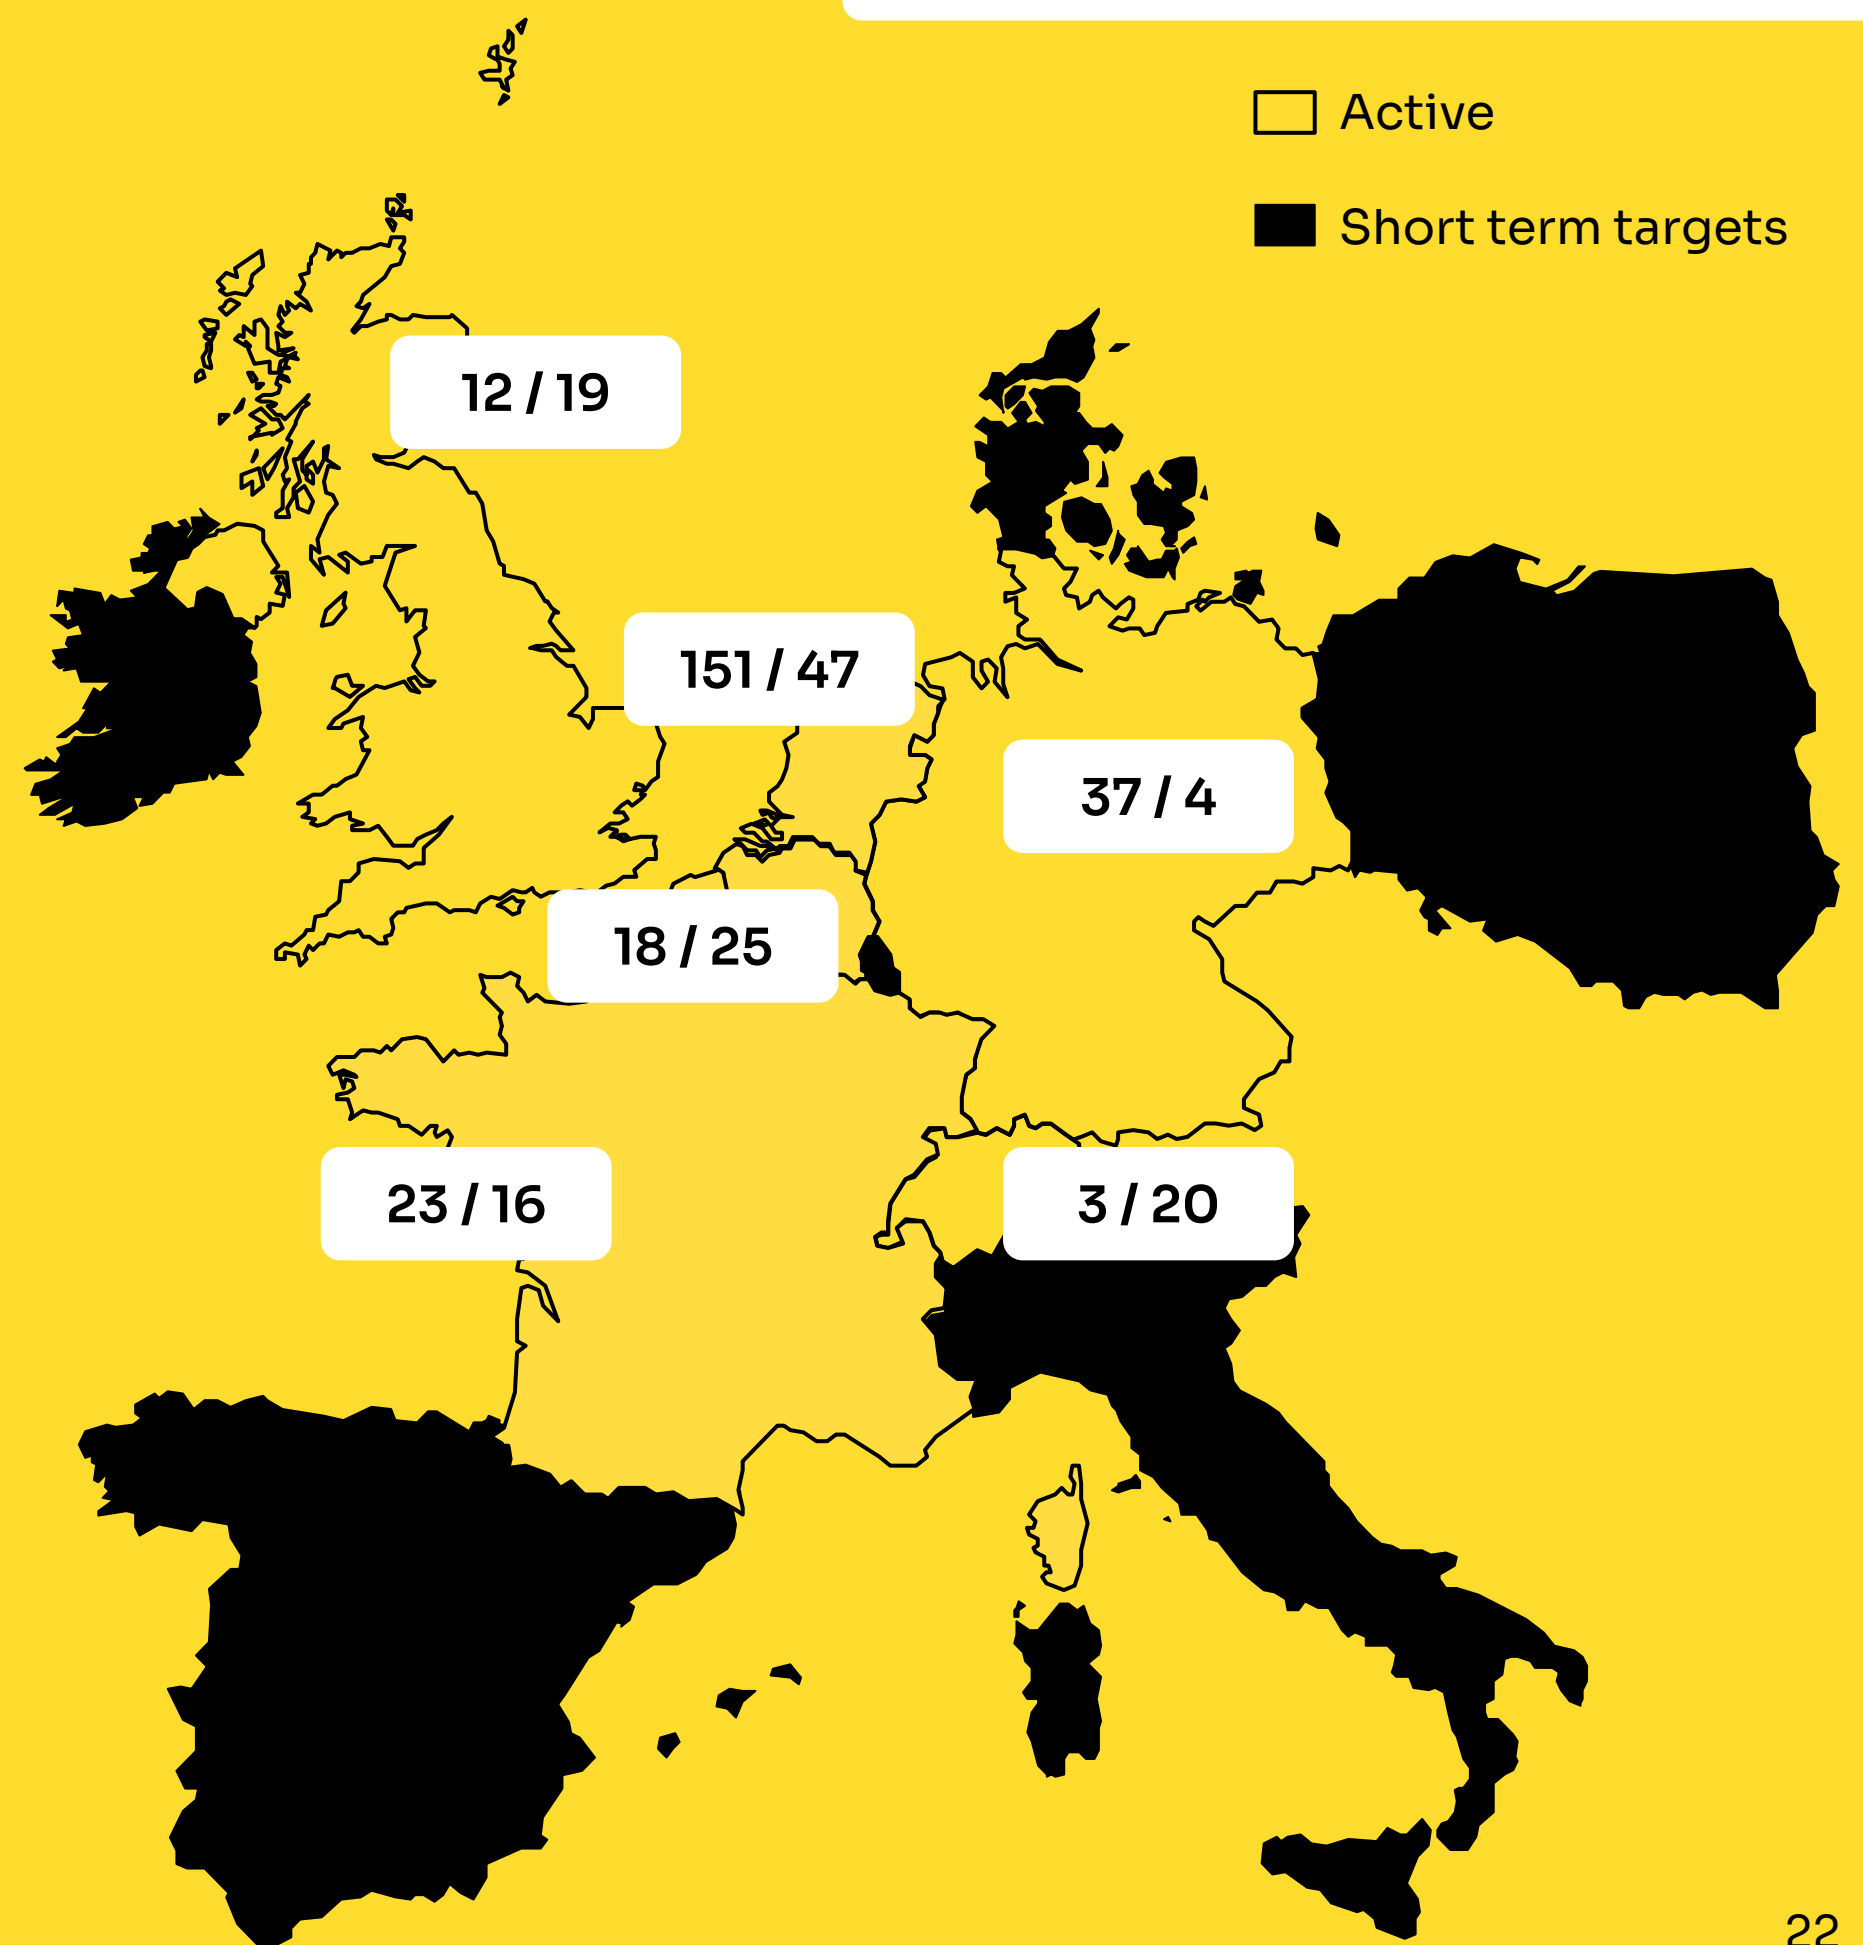 Active
Short term targets
12 / 19
151 / 47
37 / 4
18 / 25
23 / 16
3 / 20
22